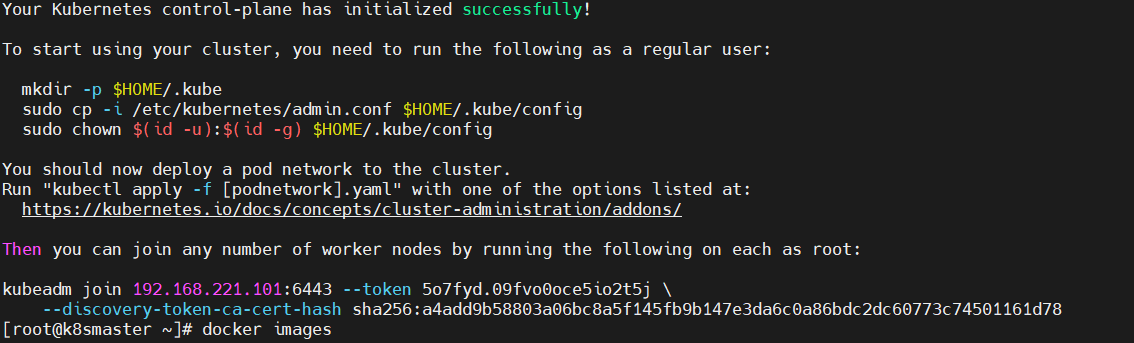 Your Kubernetes control-plane has initialized successfully!
To start using your cluster, you need to run the following as a regular user:
mkdir -p $HOME/.kube
sudo cp -i /etc/kubernetes/admin.conf $HOME/.kube/config
sudo chown $(id -u):$(id -g) $HOME/.kube/config
You should now deploy a pod network to the cluster.
Run "kubectl apply -f [podnetwork].yaml" with one of the options listed at:
https://kubernetes.io/docs/concepts/cluster-administration/addons/
Then you can join any number of worker nodes by running the following on each as root:
kubeadm join 192.168.221.101:6443 --token 5o7fyd.09fvo0oce5io2t5j \
--discovery-token-ca-cert-hash sha256:a4add9b58803a06bc8a5f145fb9b147e3da6c0a86bdc2dc60773c74501161d78
[root@k8smaster ~]# docker images